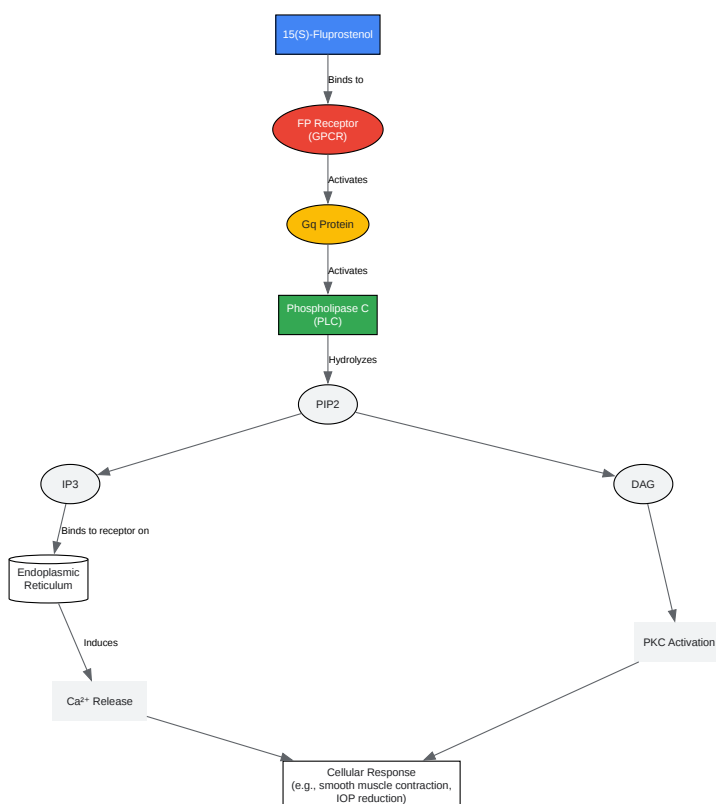 15(S)-Fluprostenol
Binds to
FP Receptor
(GPCR)
Activates
Gq Protein
Activates
Phospholipase C
(PLC)
Hydrolyzes
PIP2
IP3
DAG
Binds to receptor on
Endoplasmic
Reticulum
Induces
PKC Activation
Ca²⁺ Release
Cellular Response
(e.g., smooth muscle contraction,
IOP reduction)